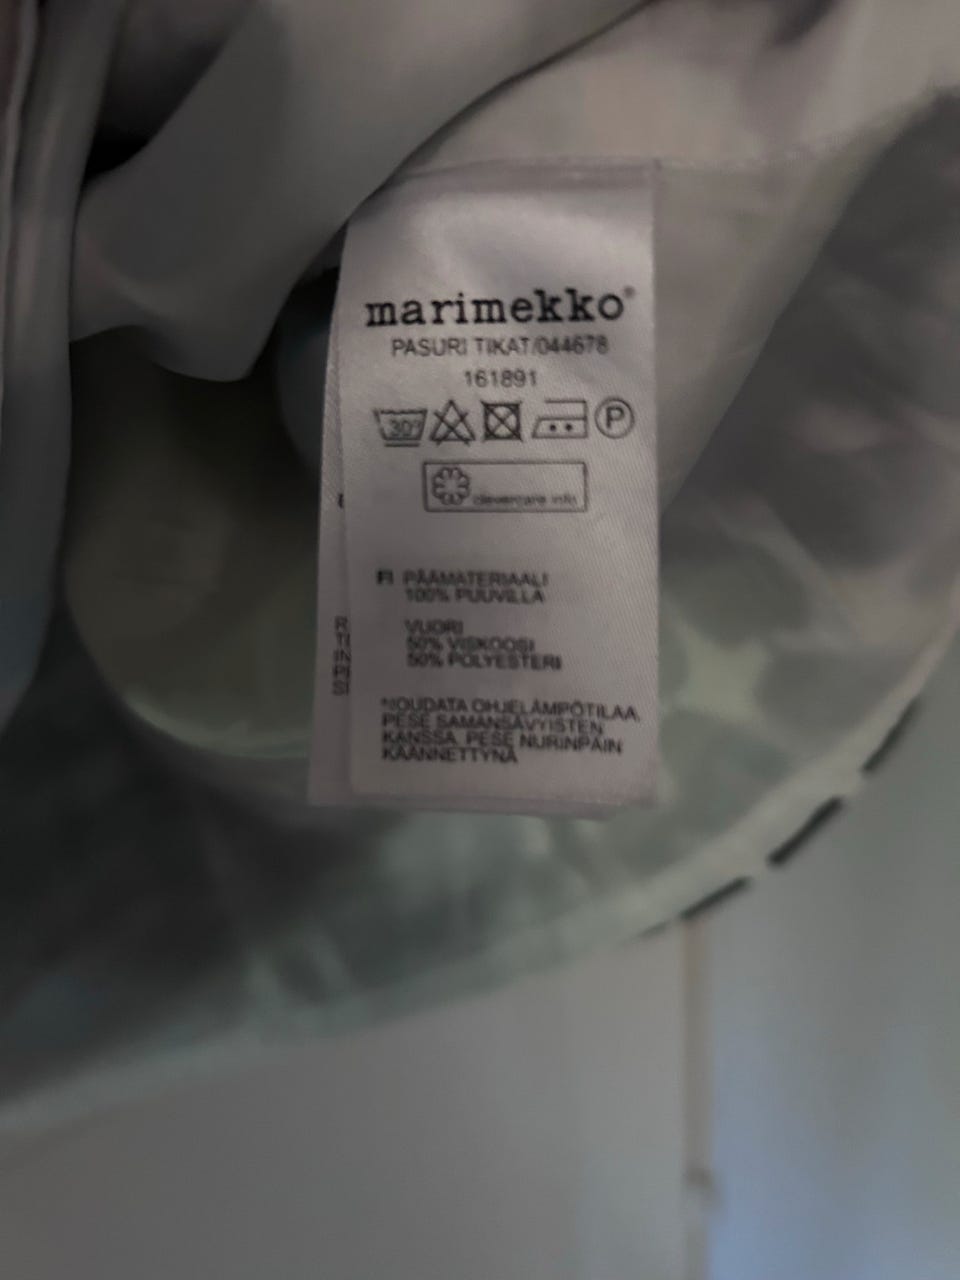 marimekko®
PASURI TIKAT/044678
161891
30°
P
clevercare.info
FI PÄÄMATERIAALI
100% PUUVILLA
VUORI
50% VISKOOSI
50% POLYESTERI
*NOUDATA OHJELÄMPÖTILAA.
PESE SAMANSÄVYISTEN
KANSSA. PESE NURINPÄIN
KÄÄNNETTYNÄ